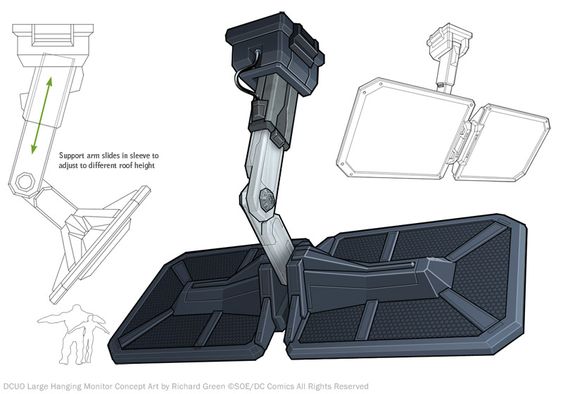 Support arm slides in sleeve to
adjust to different roof height
DCUO Large Hanging Monitor Concept Art by Richard Green ©SOE/DC Comics All Rights Reserved